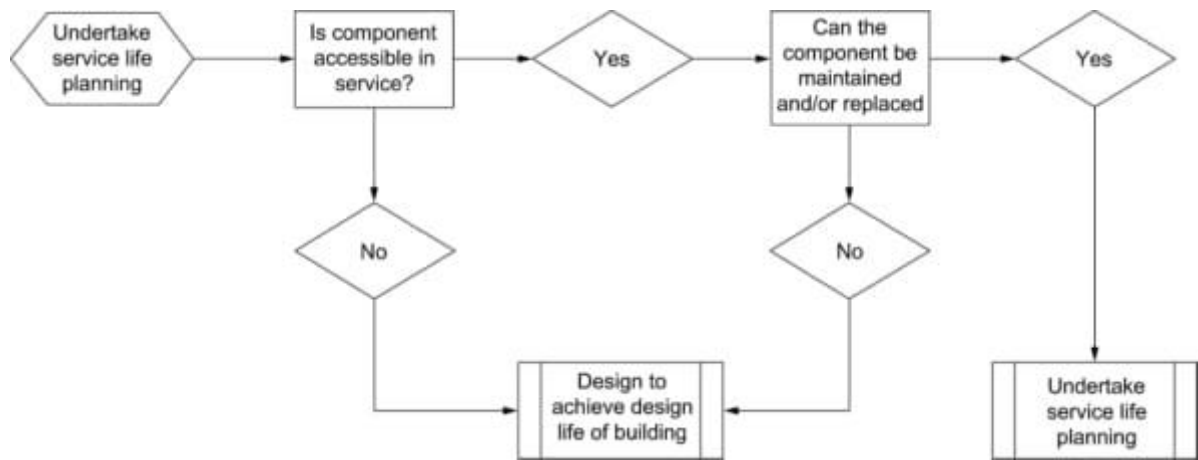 Undertake
service life
planning
Is component
accessible in
service?
Yes
Can the
component be
maintained
and/or replaced
Yes
No
No
Design to
achieve design
life of building
Undertake
service life
planning